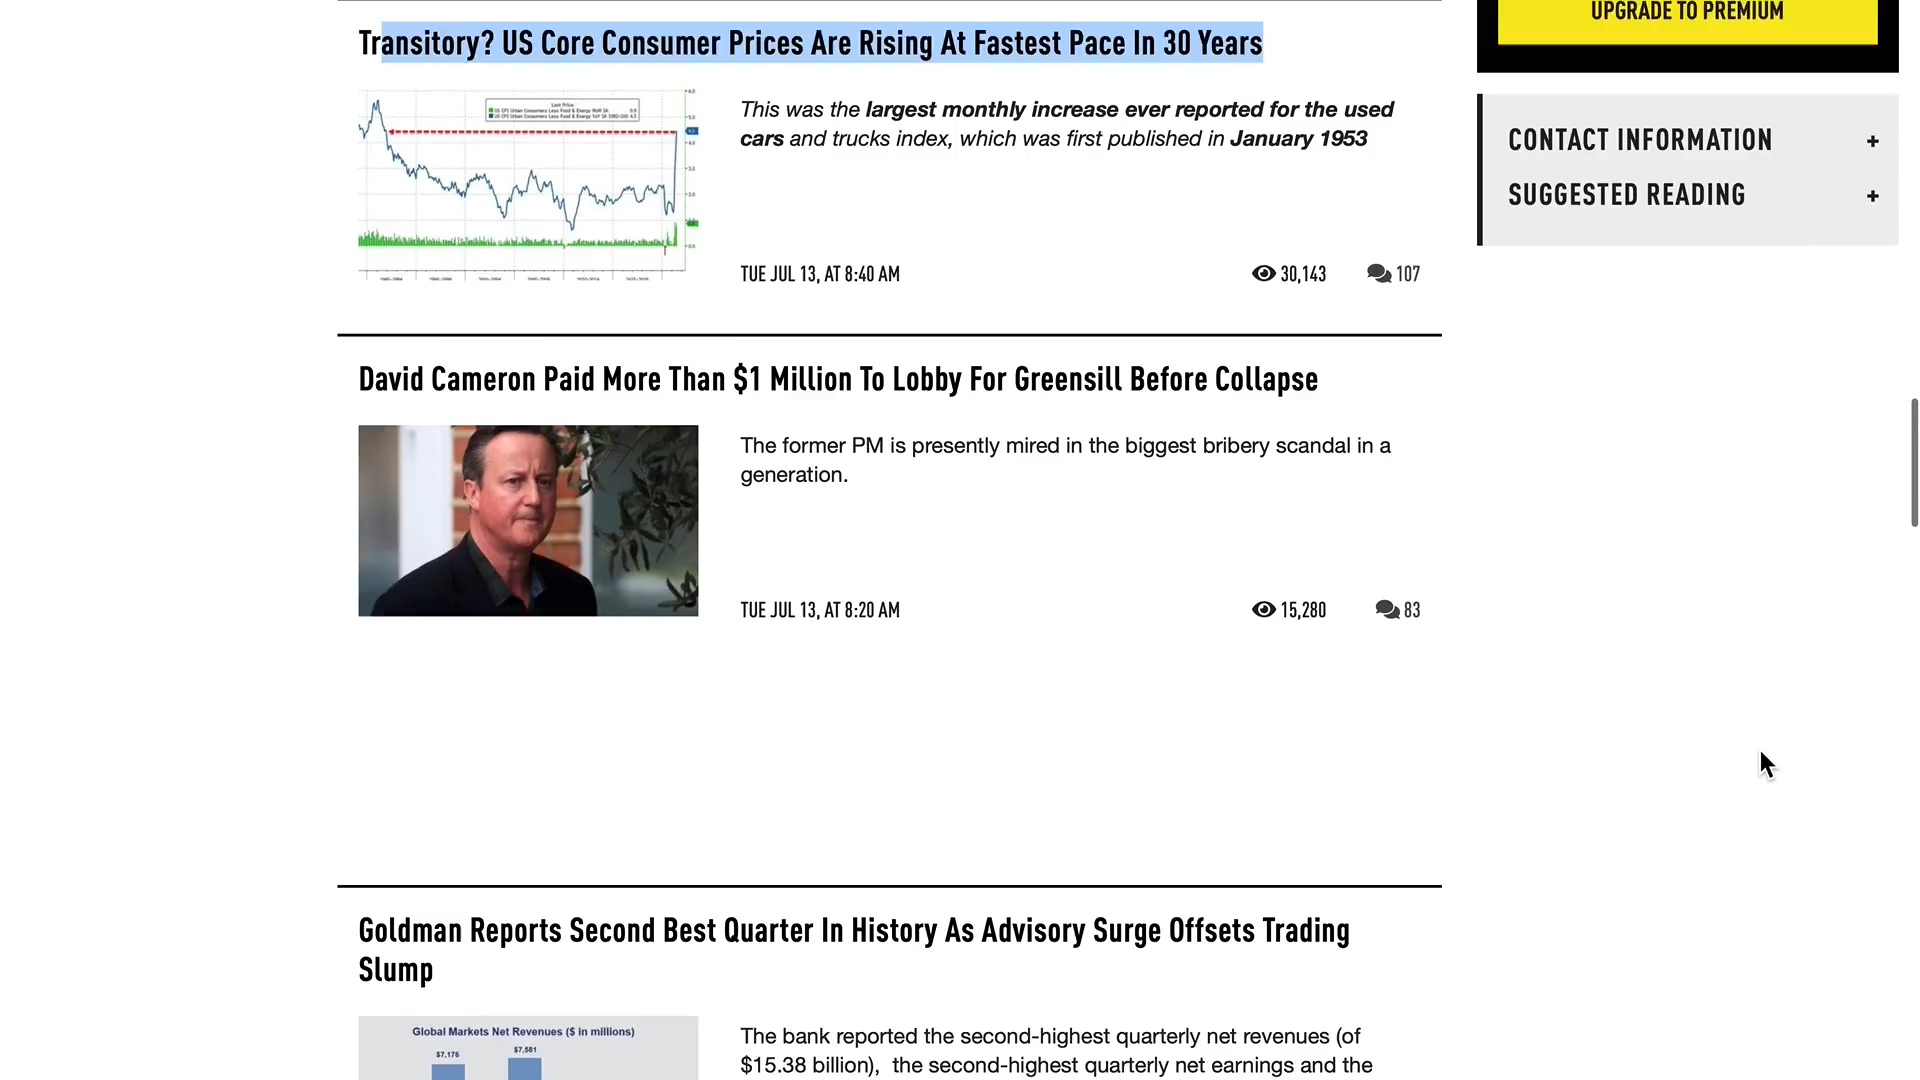 UPGRADE TO PREMIUM
Transitory? US Core Consumer Prices Are Rising At Fastest Pace In 30 Years
Last Price
This was the largest monthly increase ever reported for the used
cars and trucks index, which was first published in January 1953
TUE JUL 13, AT 8:40 AM
30,143
107
CONTACT INFORMATION +
SUGGESTED READING +
David Cameron Paid More Than $1 Million To Lobby For Greensill Before Collapse
The former PM is presently mired in the biggest bribery scandal in a
generation.
TUE JUL 13, AT 8:20 AM
15,280
83
Goldman Reports Second Best Quarter In History As Advisory Surge Offsets Trading
Slump
Global Markets Net Revenues ($ in millions)
$7,176
$7,581
The bank reported the second-highest quarterly net revenues (of
$15.38 billion),  the second-highest quarterly net earnings and the